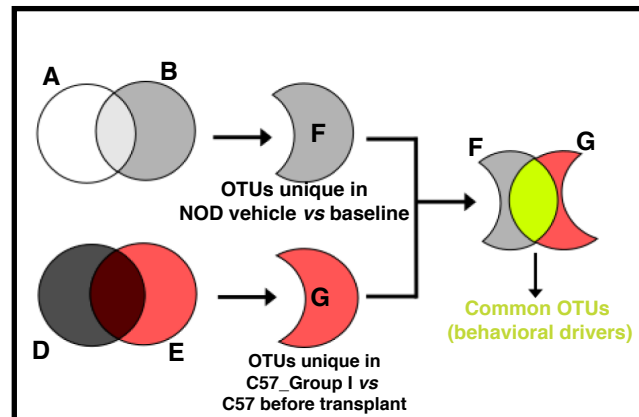 A
B
F
OTUs unique in
NOD vehicle vs baseline
D
E
G
OTUs unique in
C57_Group I vs
C57 before transplant
F
G
Common OTUs
(behavioral drivers)